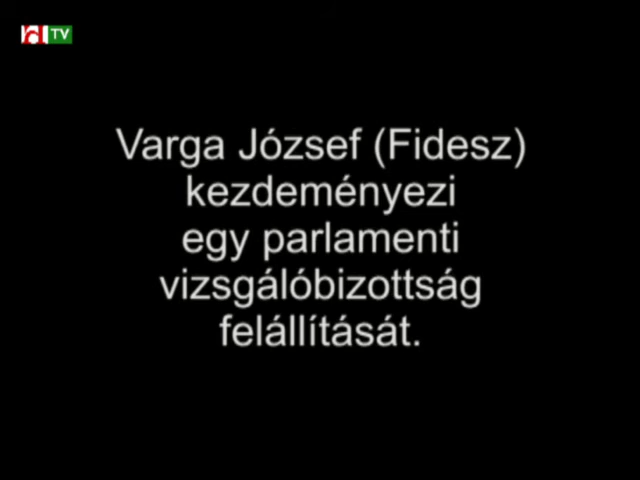 TV
Varga József (Fidesz)
kezdeményezi
egy parlamenti
vizsgálóbizottság
felállítását.